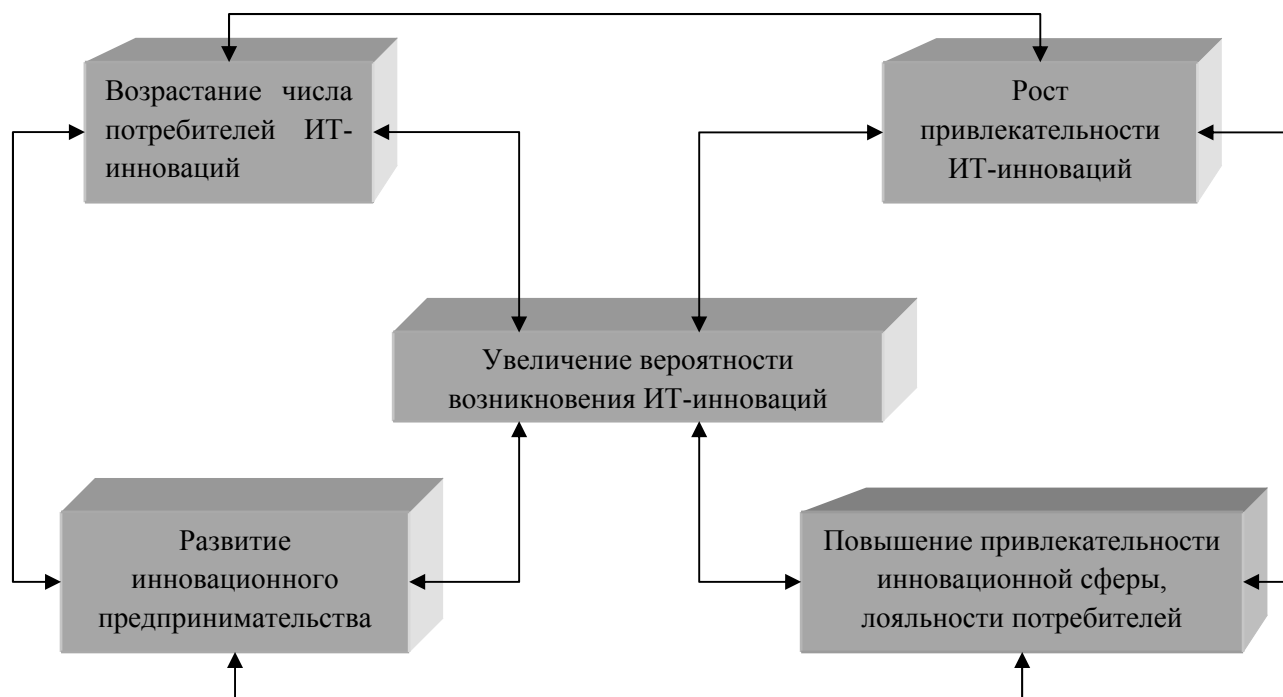 Возрастание числа
потребителей ИТ-
инноваций
Рост
привлекательности
ИТ-инноваций
Увеличение вероятности
возникновения ИТ-инноваций
Развитие
инновационного
предпринимательства
Повышение привлекательности
инновационной сферы,
лояльности потребителей